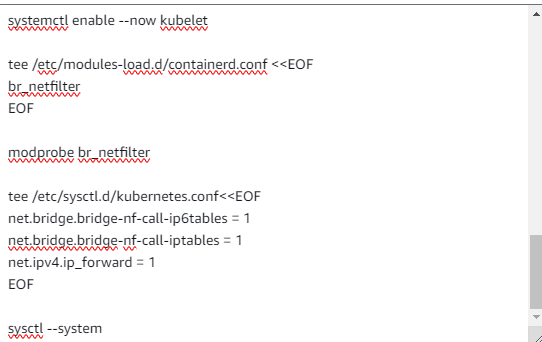 systemctl enable --now kubelet
tee /etc/modules-load.d/containerd.conf <<EOF
br_netfilter
EOF
modprobe br_netfilter
tee /etc/sysctl.d/kubernetes.conf<<EOF
net.bridge.bridge-nf-call-ip6tables = 1
net.bridge.bridge-nf-call-iptables = 1
net.ipv4.ip_forward = 1
EOF
sysctl --system